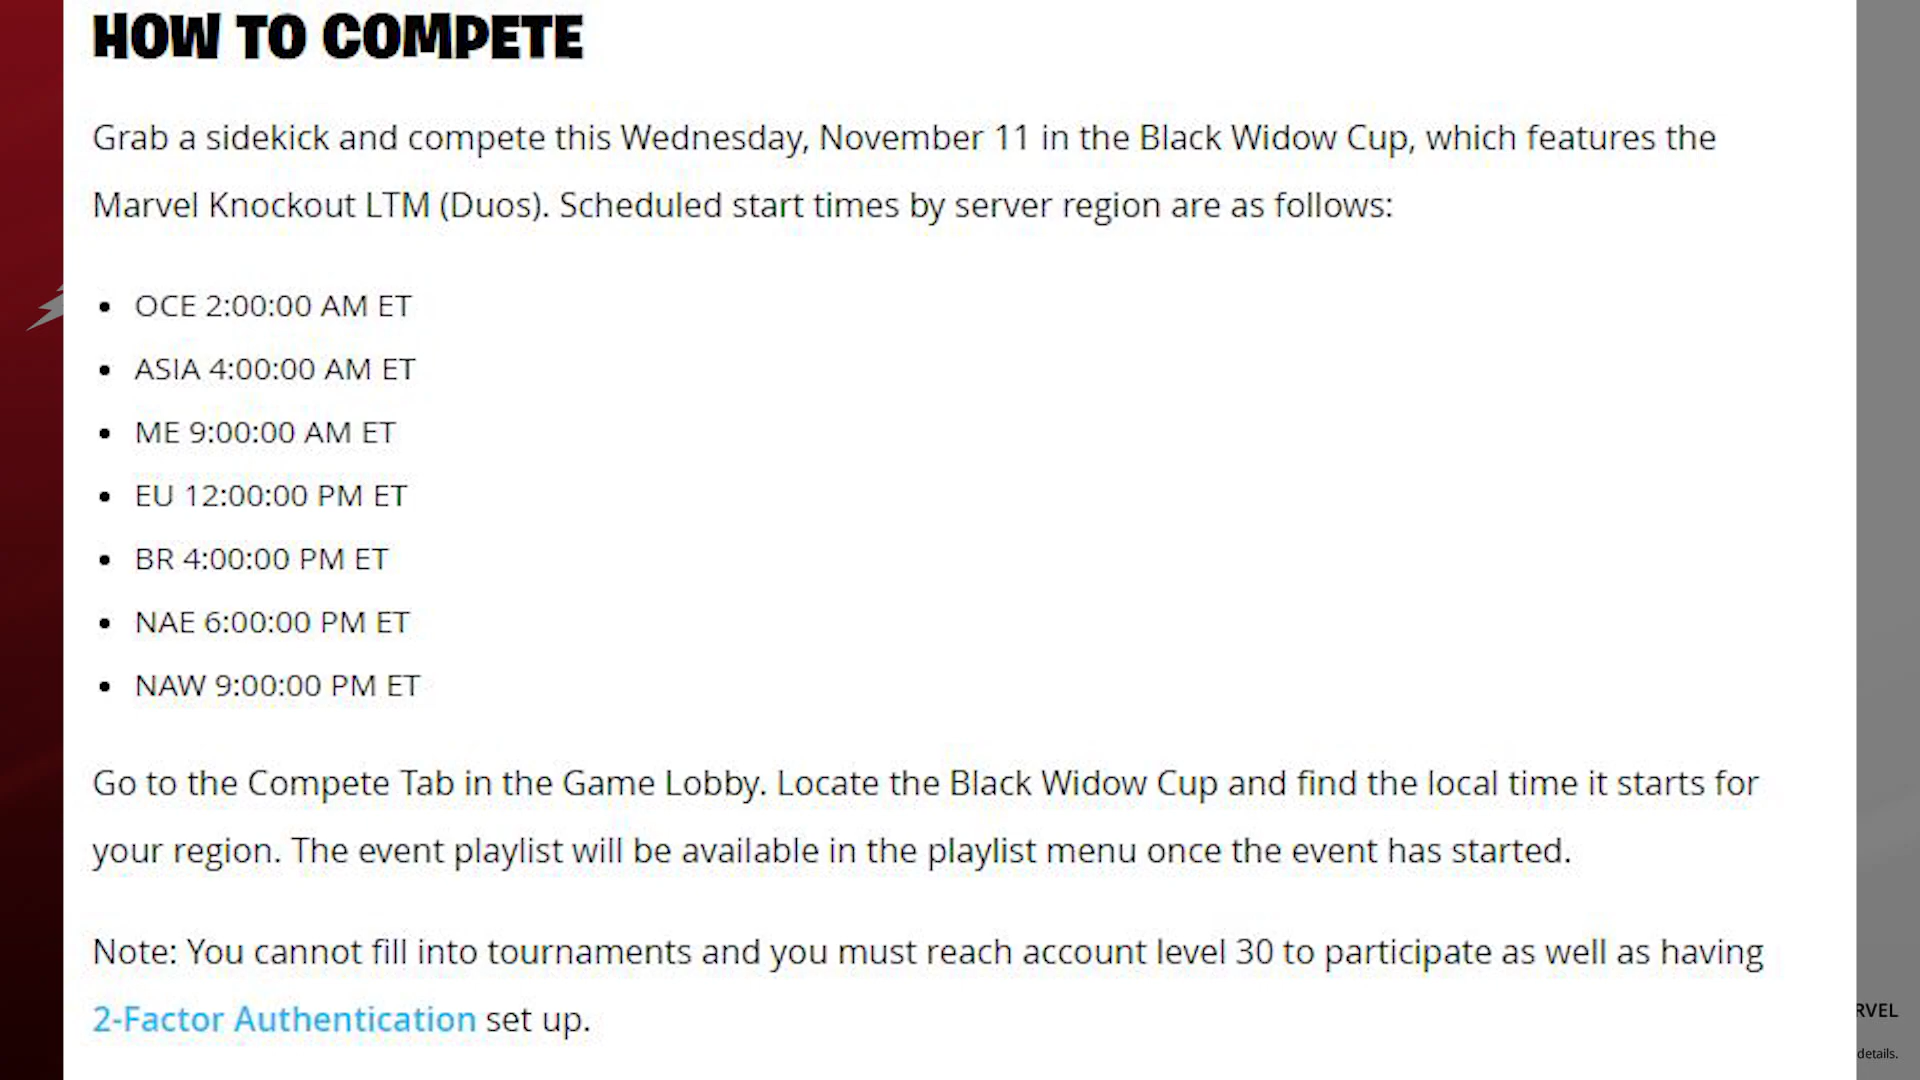 HOW TO COMPETE
Grab a sidekick and compete this Wednesday, November 11 in the Black Widow Cup, which features the
Marvel Knockout LTM (Duos). Scheduled start times by server region are as follows:
• OCE 2:00:00 AM ET
• ASIA 4:00:00 AM ET
• ME 9:00:00 AM ET
• EU 12:00:00 PM ET
• BR 4:00:00 PM ET
• NAE 6:00:00 PM ET
• NAW 9:00:00 PM ET
Go to the Compete Tab in the Game Lobby. Locate the Black Widow Cup and find the local time it starts for
your region. The event playlist will be available in the playlist menu once the event has started.
Note: You cannot fill into tournaments and you must reach account level 30 to participate as well as having
2-Factor Authentication set up.
RVEL
details.